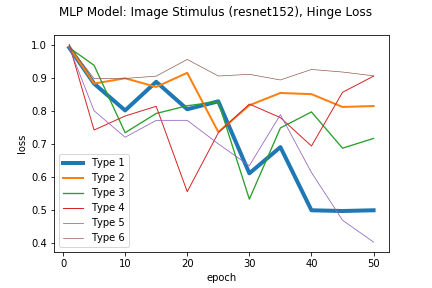 MLP Model: Image Stimulus (resnet152), Hinge Loss
1.0
0.9
0.8
0.7
0.6
0.5
0.4
loss
Type 1
Type 2
Type 3
Type 4
Type 5
Type 6
0 10 20 30 40 50
epoch